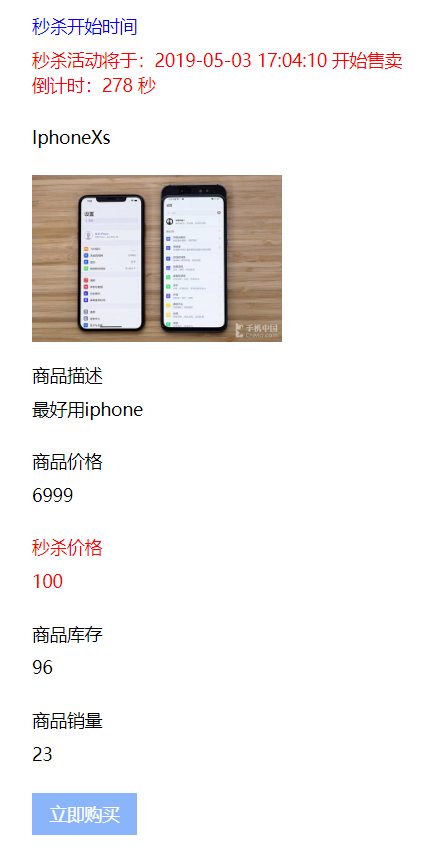 秒杀开始时间
秒杀活动将于：2019-05-03 17:04:10 开始售卖
倒计时：278 秒
IphoneXs
设置
手机中国
商品描述
最好用iphone
商品价格
6999
秒杀价格
100
商品库存
96
商品销量
23
立即购买